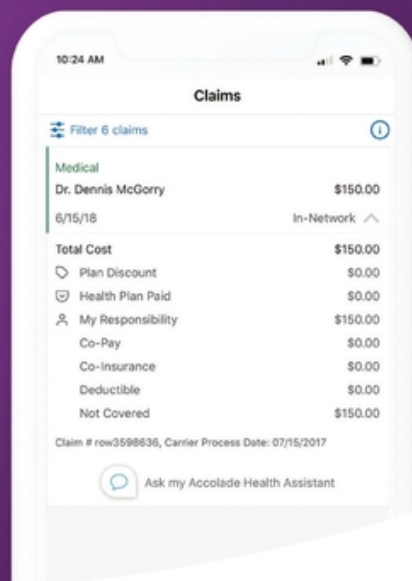 10:24 AM
Claims
Filter 6 claims
Medical
Dr. Dennis McGorry $150.00
6/15/18 In-Network
Total Cost $150.00
Plan Discount $0.00
Health Plan Paid $0.00
My Responsibility $150.00
Co-Pay $0.00
Co-Insurance $0.00
Deductible $0.00
Not Covered $150.00
Claim # row3598636, Carrier Process Date: 07/15/2017
Ask my Accolade Health Assistant